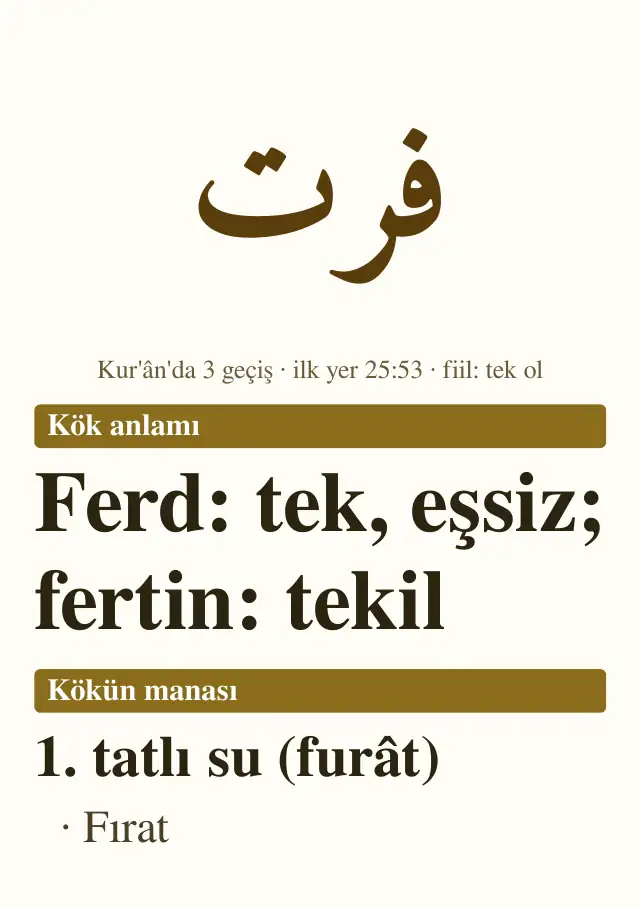 فرت
Kur'ân'da 3 geçiş · ilk yer 25:53 · fiil: tek ol
Kök anlamı
Ferd: tek, eşsiz;
fertin: tekil
Kökün manası
1. tatlı su (furât)
· Fırat